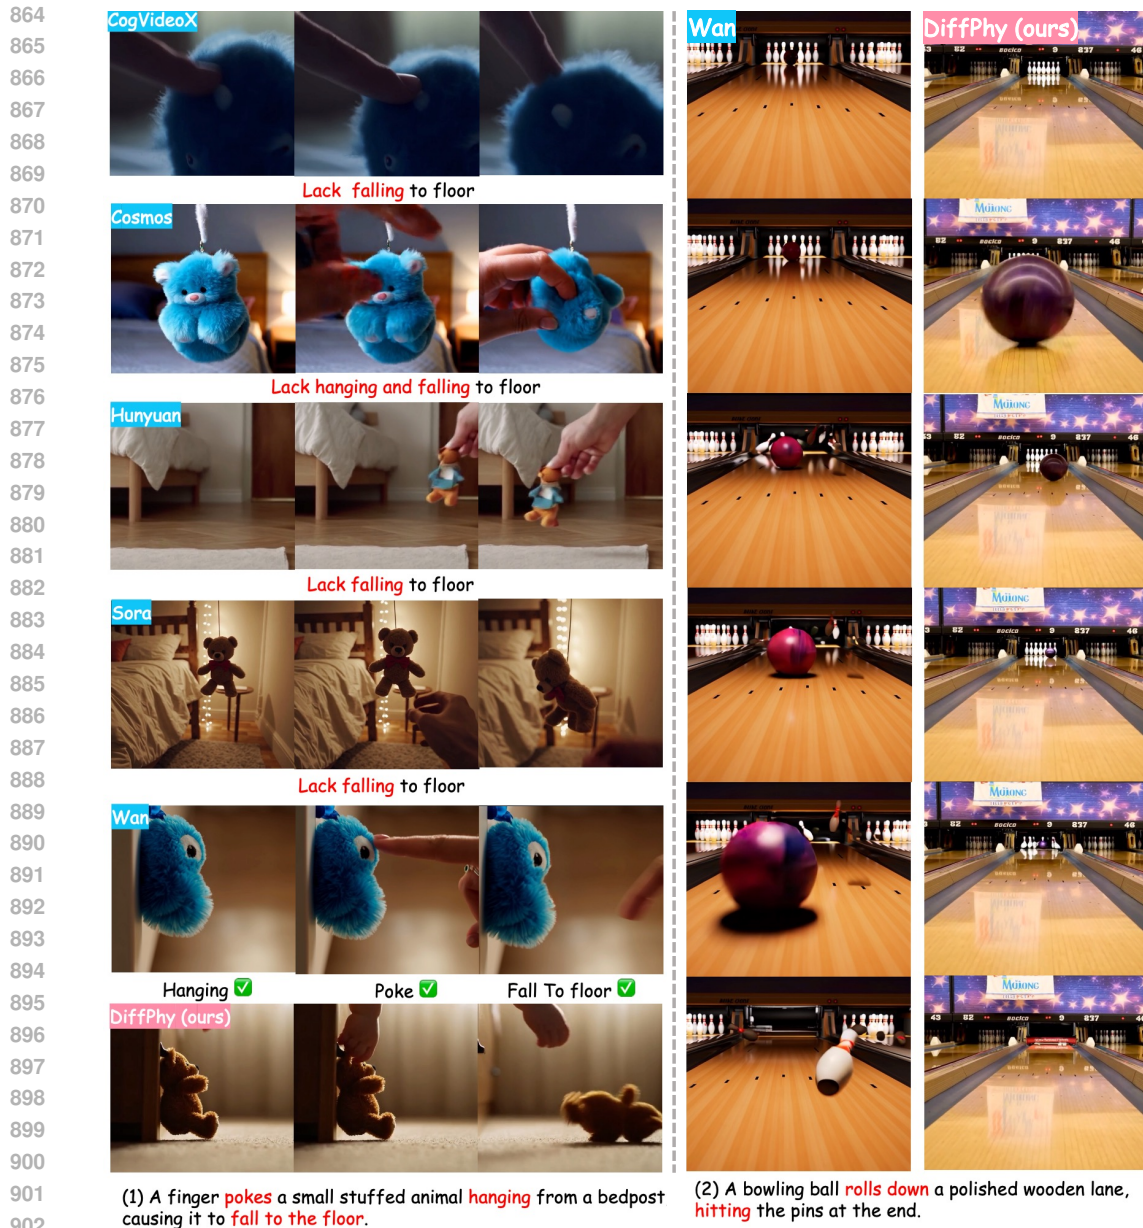 864
865
866
867
868
869
870
871
872
873
874
875
876
877
878
879
880
881
882
883
884
885
886
887
888
889
890
891
892
893
894
895
896
897
898
899
900
901
902
CogVideoX
Lack falling to floor
Cosmos
Lack hanging and falling to floor
Hunyuan
Lack falling to floor
Sora
Lack falling to floor
Wan
Hanging ✅ Poke ✅ Fall To floor ✅
DiffPhy (ours)
(1) A finger pokes a small stuffed animal hanging from a bedpost
causing it to fall to the floor.
Wan
DiffPhy (ours)
(2) A bowling ball rolls down a polished wooden lane,
hitting the pins at the end.